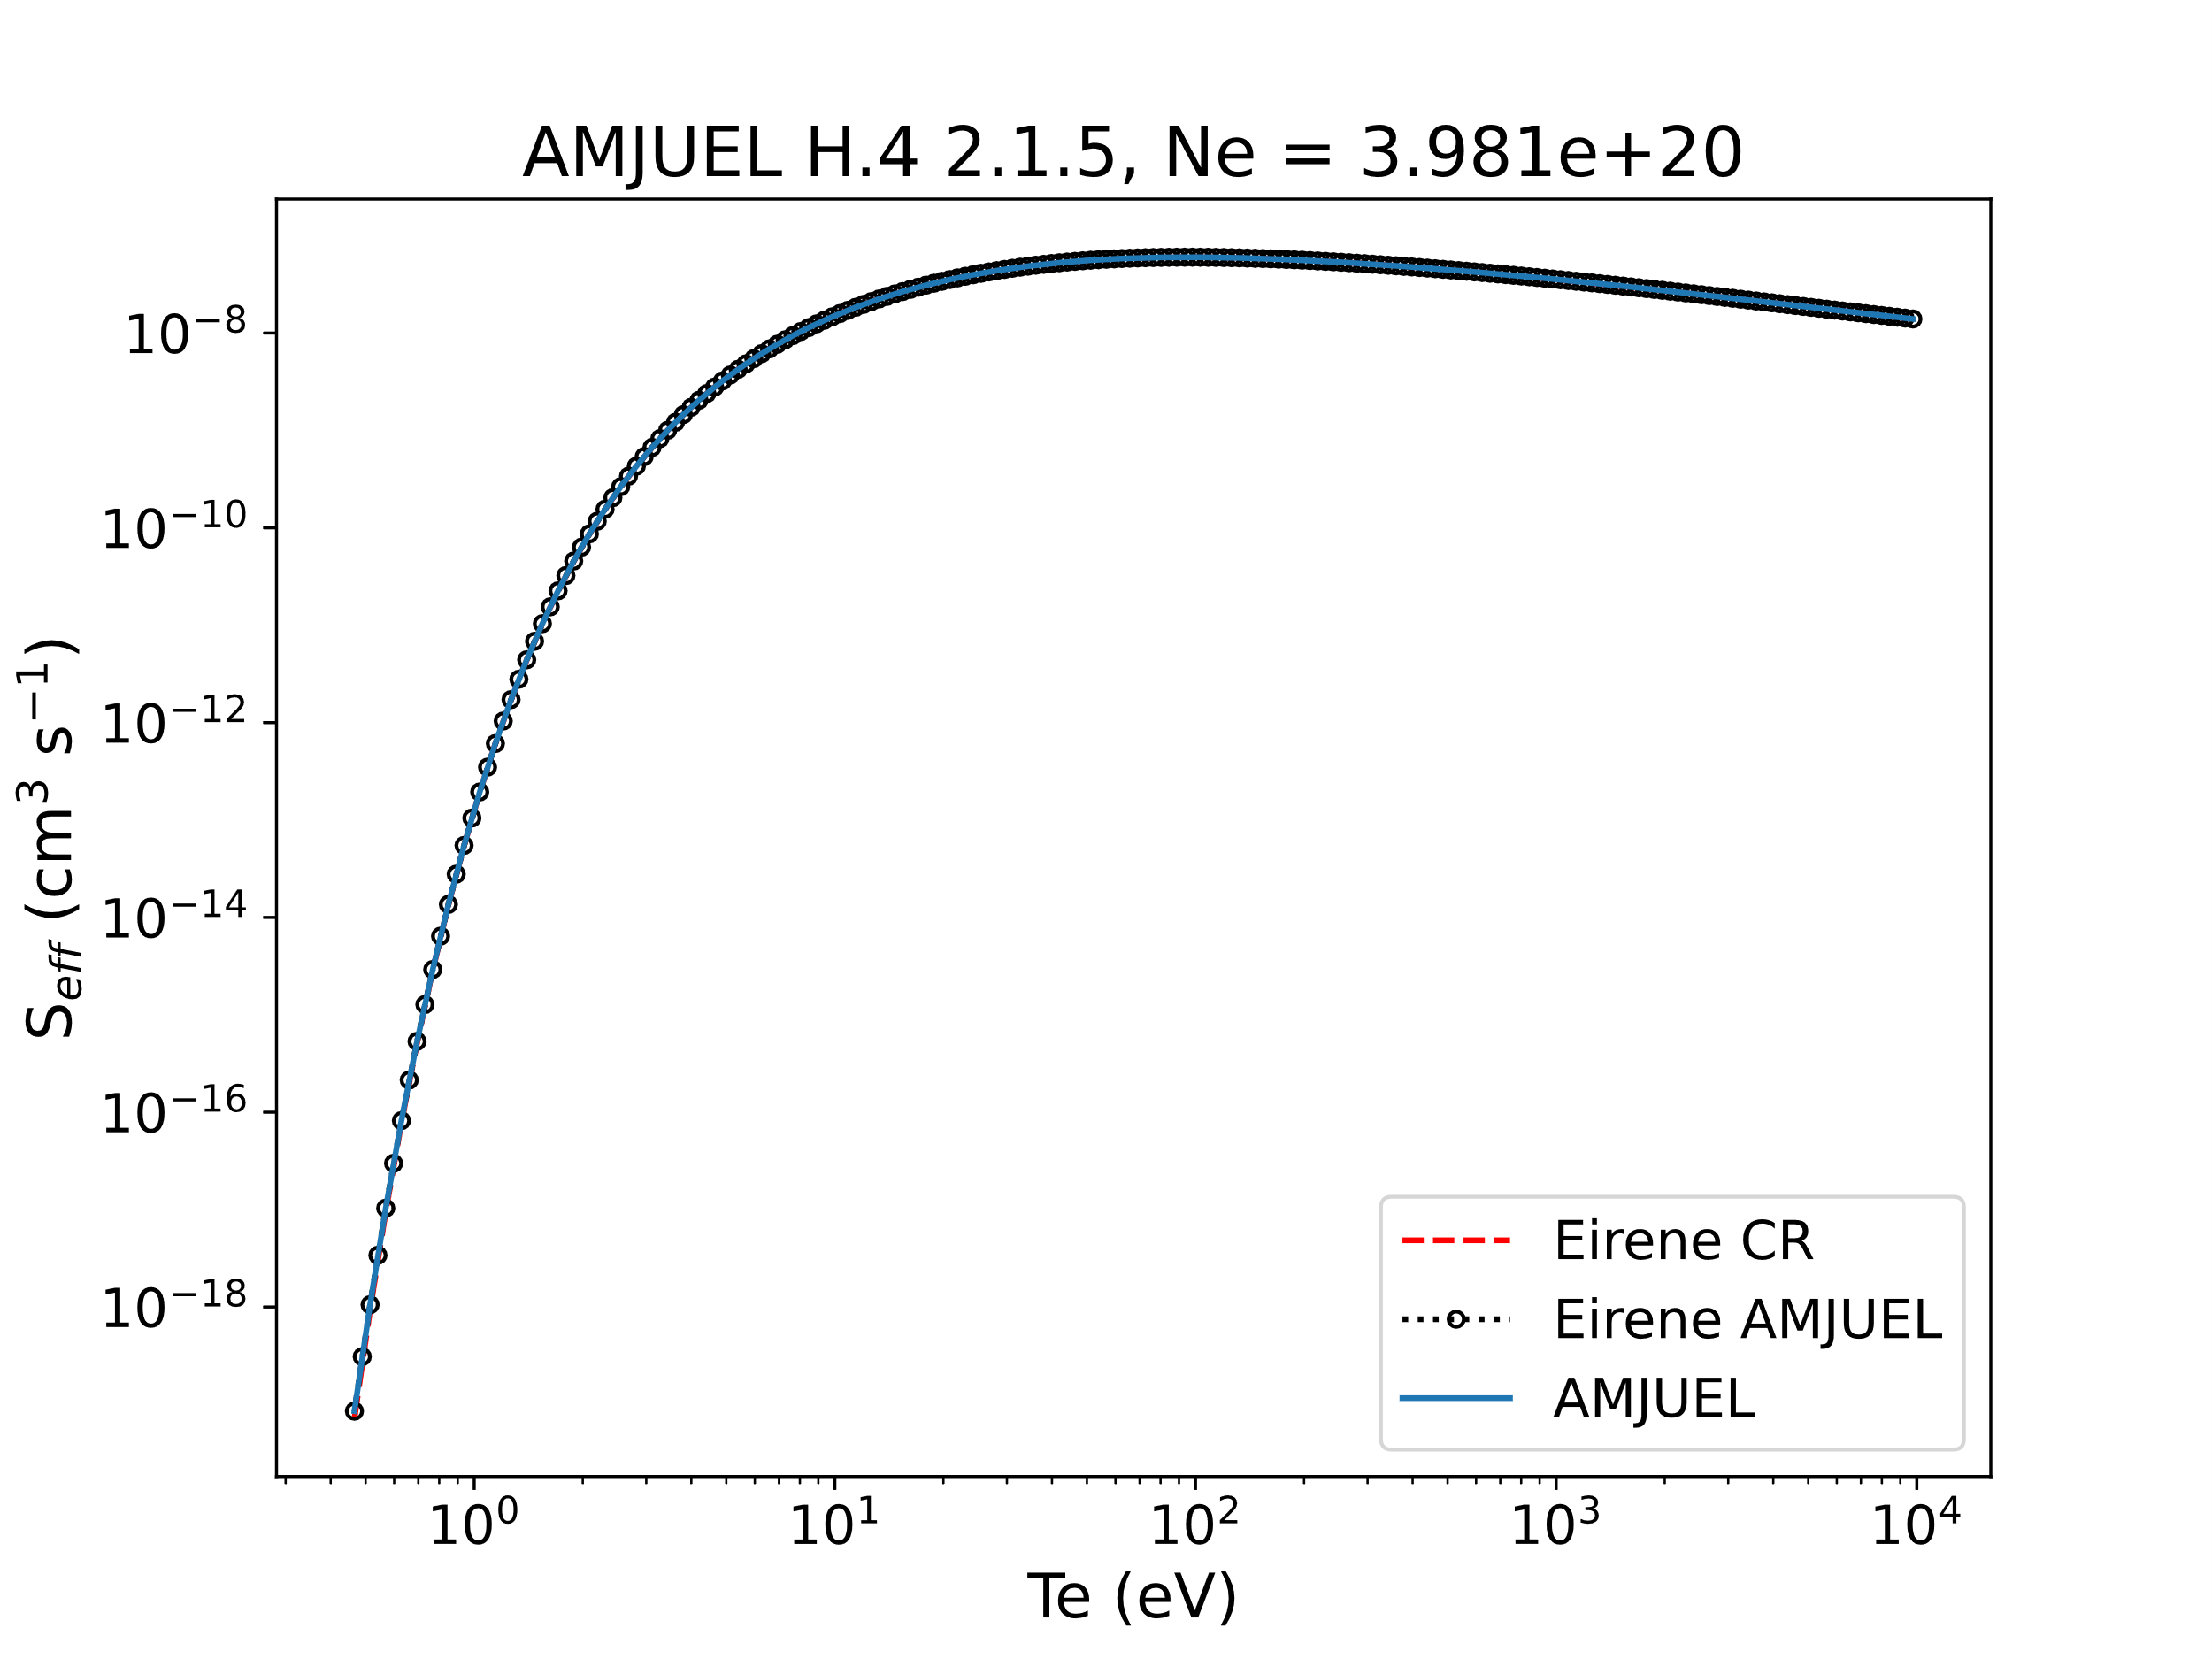 AMJUEL H.4 2.1.5, Ne = 3.981e+20
S_eff (cm³ s⁻¹)
10⁻⁸
10⁻¹⁰
10⁻¹²
10⁻¹⁴
10⁻¹⁶
10⁻¹⁸
Eirene CR
Eirene AMJUEL
AMJUEL
10⁰ 10¹ 10² 10³ 10⁴
Te (eV)